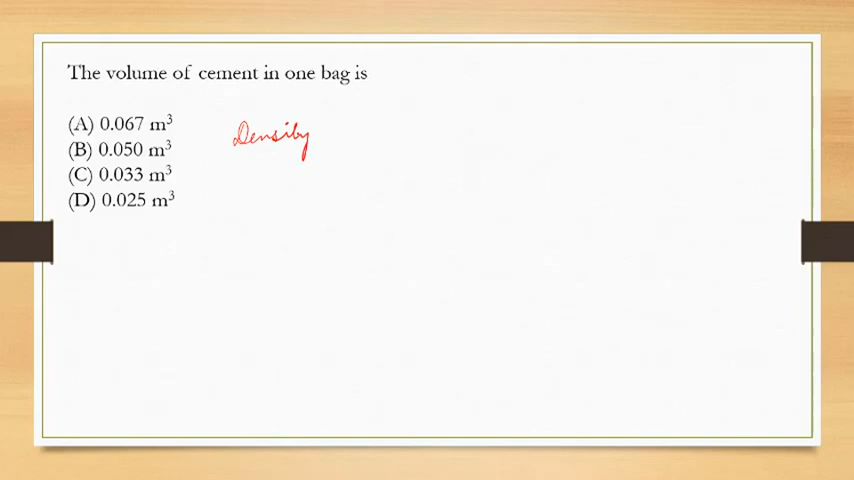 The volume of cement in one bag is
(A) 0.067 m³
Density
(B) 0.050 m³
(C) 0.033 m³
(D) 0.025 m³